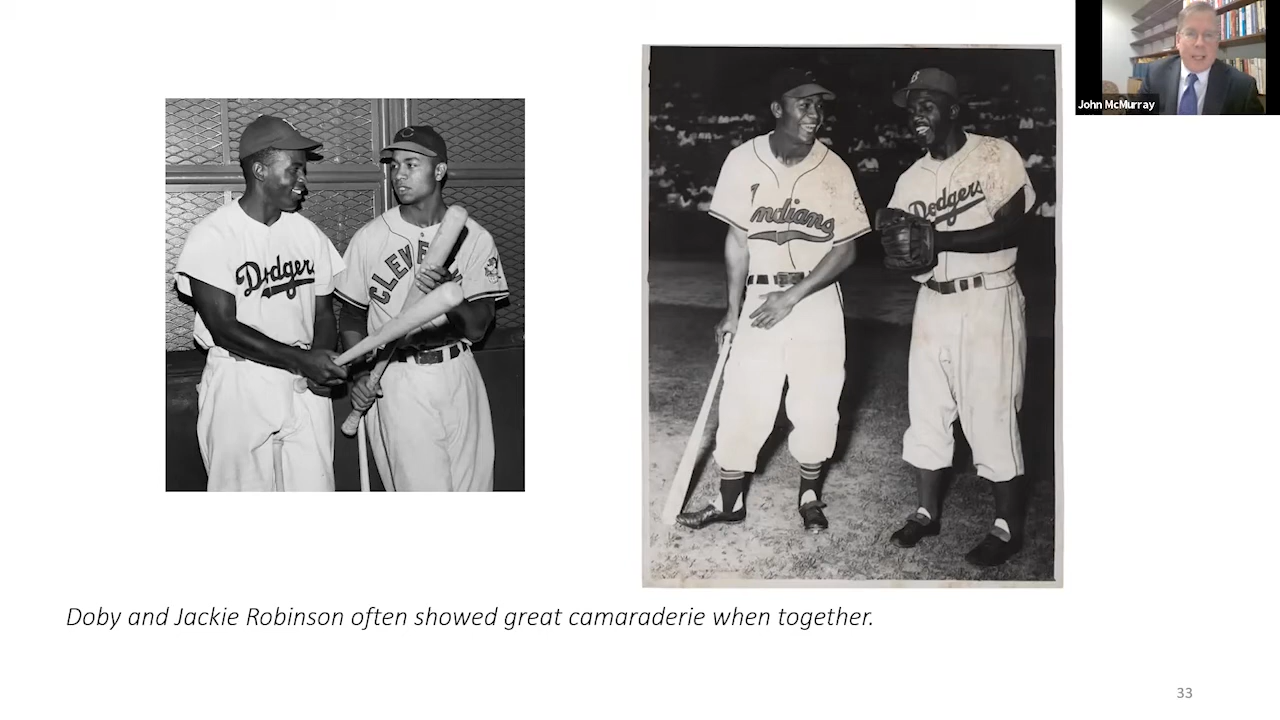 John McMurray
Dodgers
CLEVE
Indians
Dodgers
B
C
Doby and Jackie Robinson often showed great camaraderie when together.
33